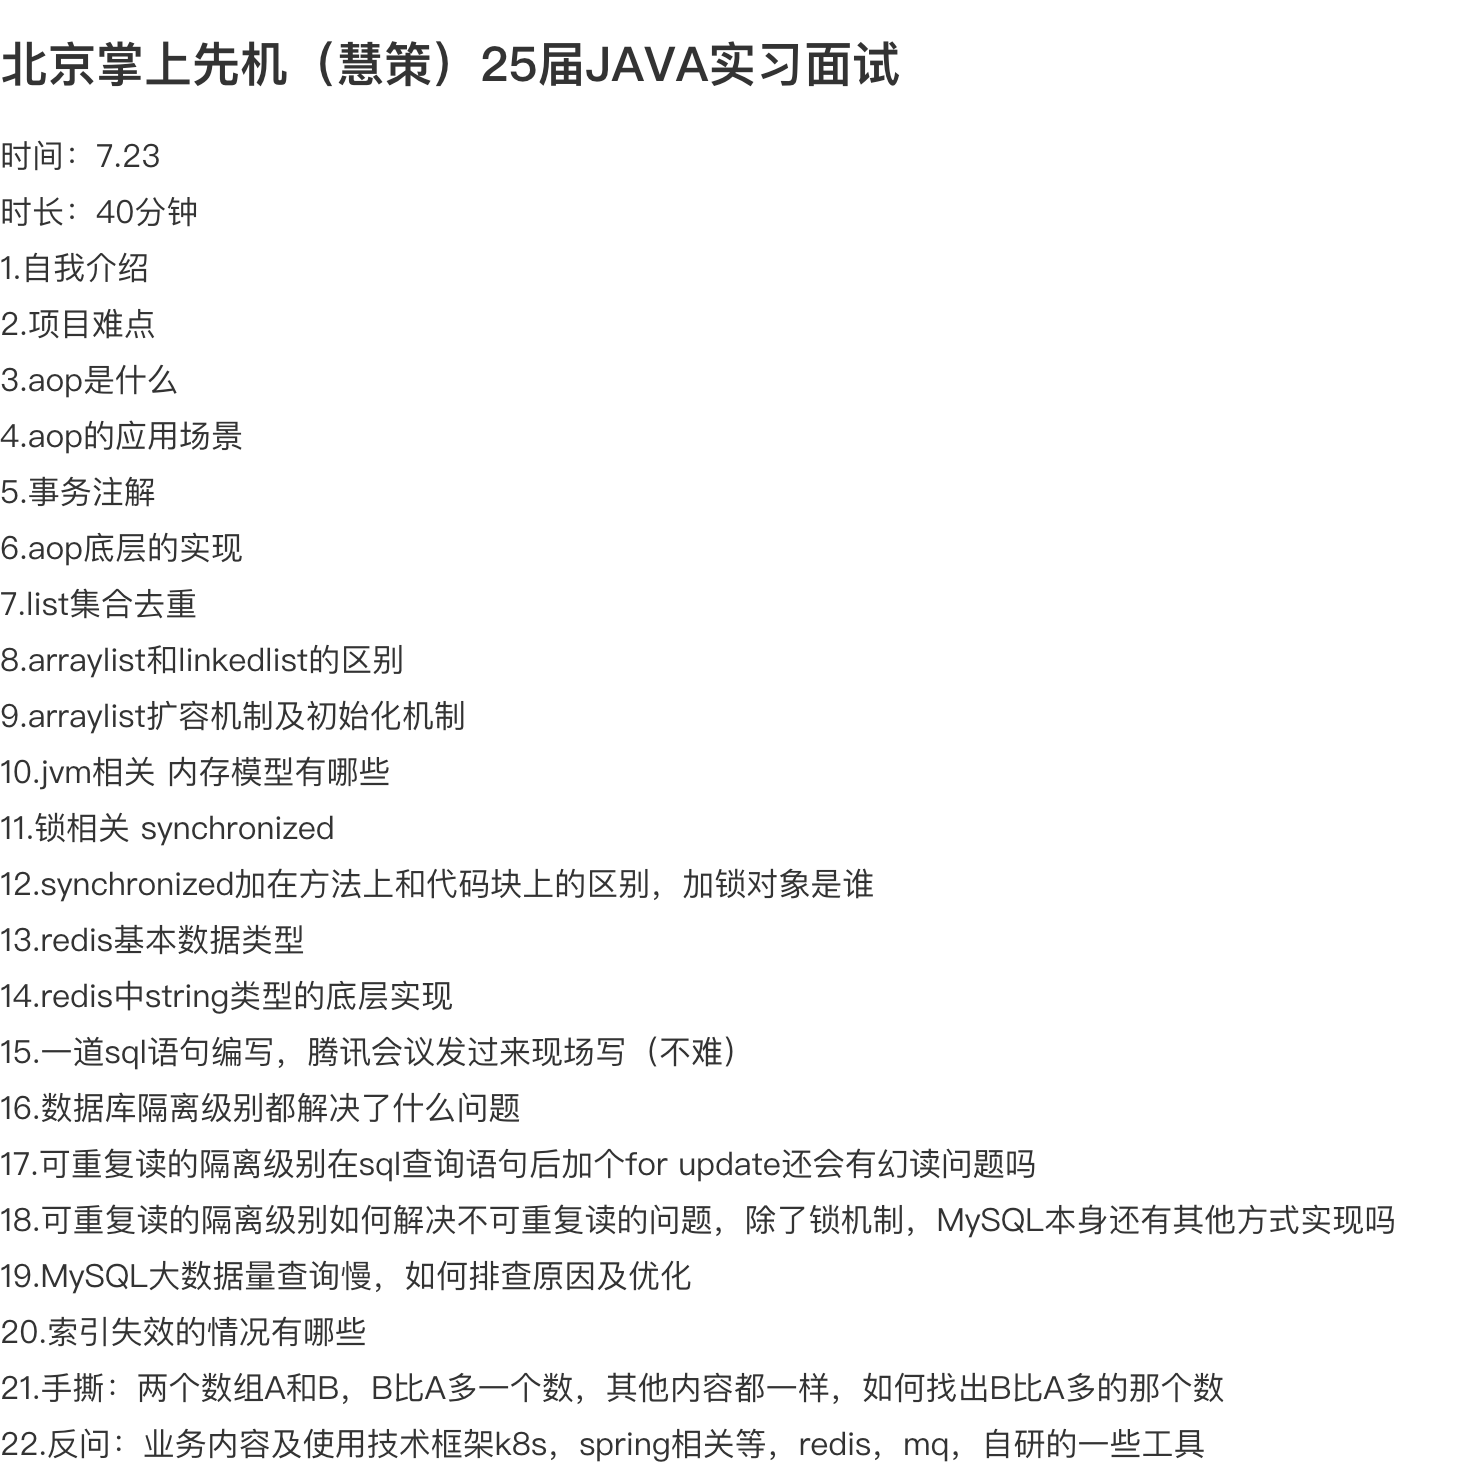 北京掌上先机（慧策）25届JAVA实习面试
时间：7.23
时长：40分钟
1.自我介绍
2.项目难点
3.aop是什么
4.aop的应用场景
5.事务注解
6.aop底层的实现
7.list集合去重
8.arraylist和linkedlist的区别
9.arraylist扩容机制及初始化机制
10.jvm相关 内存模型有哪些
11.锁相关 synchronized
12.synchronized加在方法上和代码块上的区别，加锁对象是谁
13.redis基本数据类型
14.redis中string类型的底层实现
15.一道sql语句编写，腾讯会议发过来现场写（不难）
16.数据库隔离级别都解决了什么问题
17.可重复读的隔离级别在sql查询语句后加个for update还会有幻读问题吗
18.可重复读的隔离级别如何解决不可重复读的问题，除了锁机制，MySQL本身还有其他方式实现吗
19.MySQL大数据量查询慢，如何排查原因及优化
20.索引失效的情况有哪些
21.手撕：两个数组A和B，B比A多一个数，其他内容都一样，如何找出B比A多的那个数
22.反问：业务内容及使用技术框架k8s，spring相关等，redis，mq，自研的一些工具